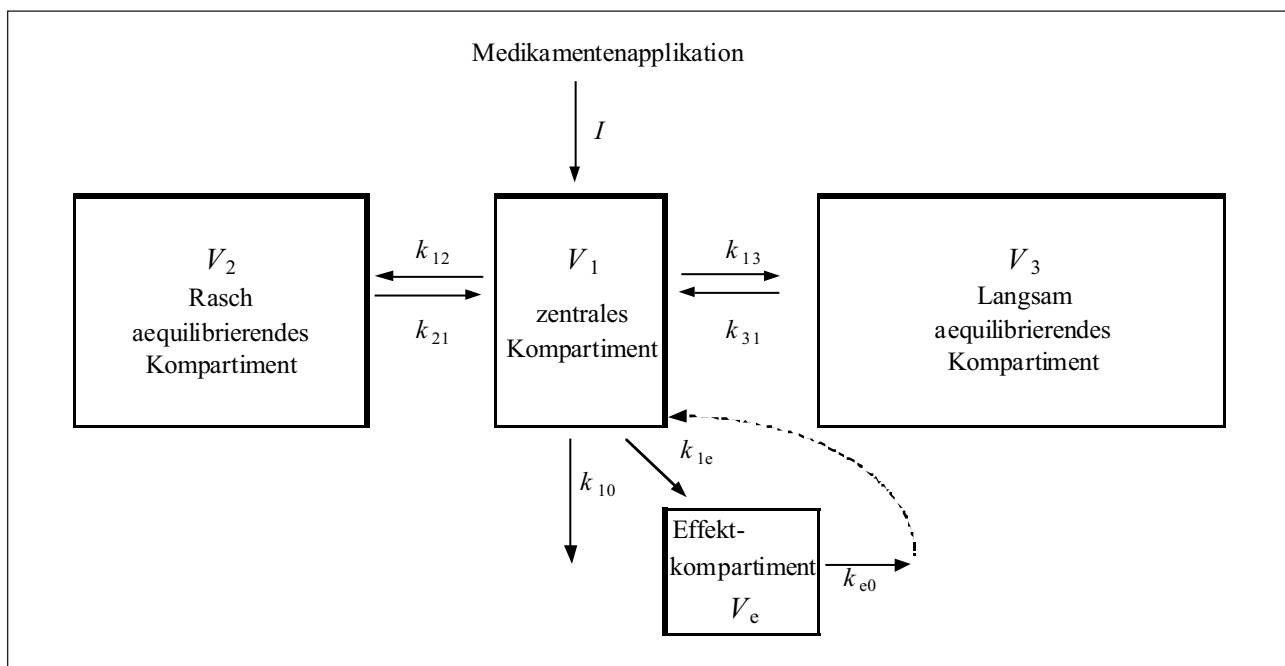 Medikamentenapplikation
I
V2
Rasch
aequilibrierendes
Kompartiment
k12
k21
V1
zentrales
Kompartiment
k13
k31
V3
Langsam
aequilibrierendes
Kompartiment
k10
k1e
Effekt-
kompartiment
Ve
ke0